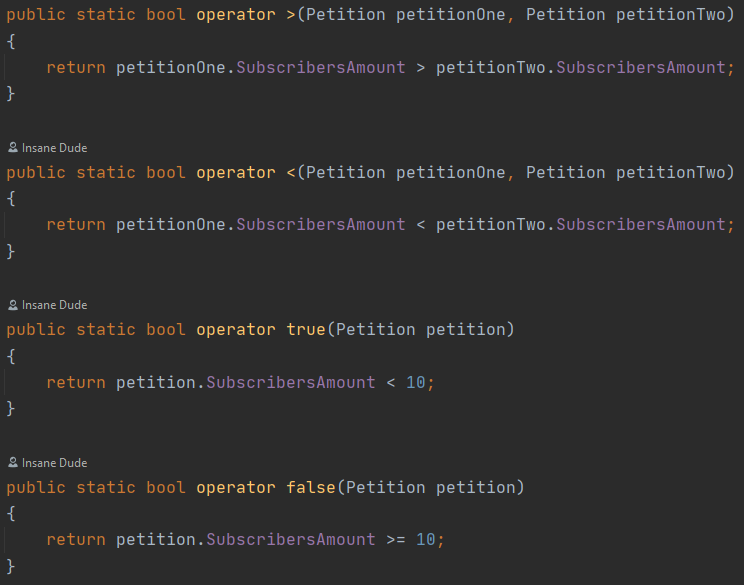 public static bool operator >(Petition petitionOne, Petition petitionTwo)
{
    return petitionOne.SubscribersAmount > petitionTwo.SubscribersAmount;
}
Insane Dude
public static bool operator <(Petition petitionOne, Petition petitionTwo)
{
    return petitionOne.SubscribersAmount < petitionTwo.SubscribersAmount;
}
Insane Dude
public static bool operator true(Petition petition)
{
    return petition.SubscribersAmount < 10;
}
Insane Dude
public static bool operator false(Petition petition)
{
    return petition.SubscribersAmount >= 10;
}